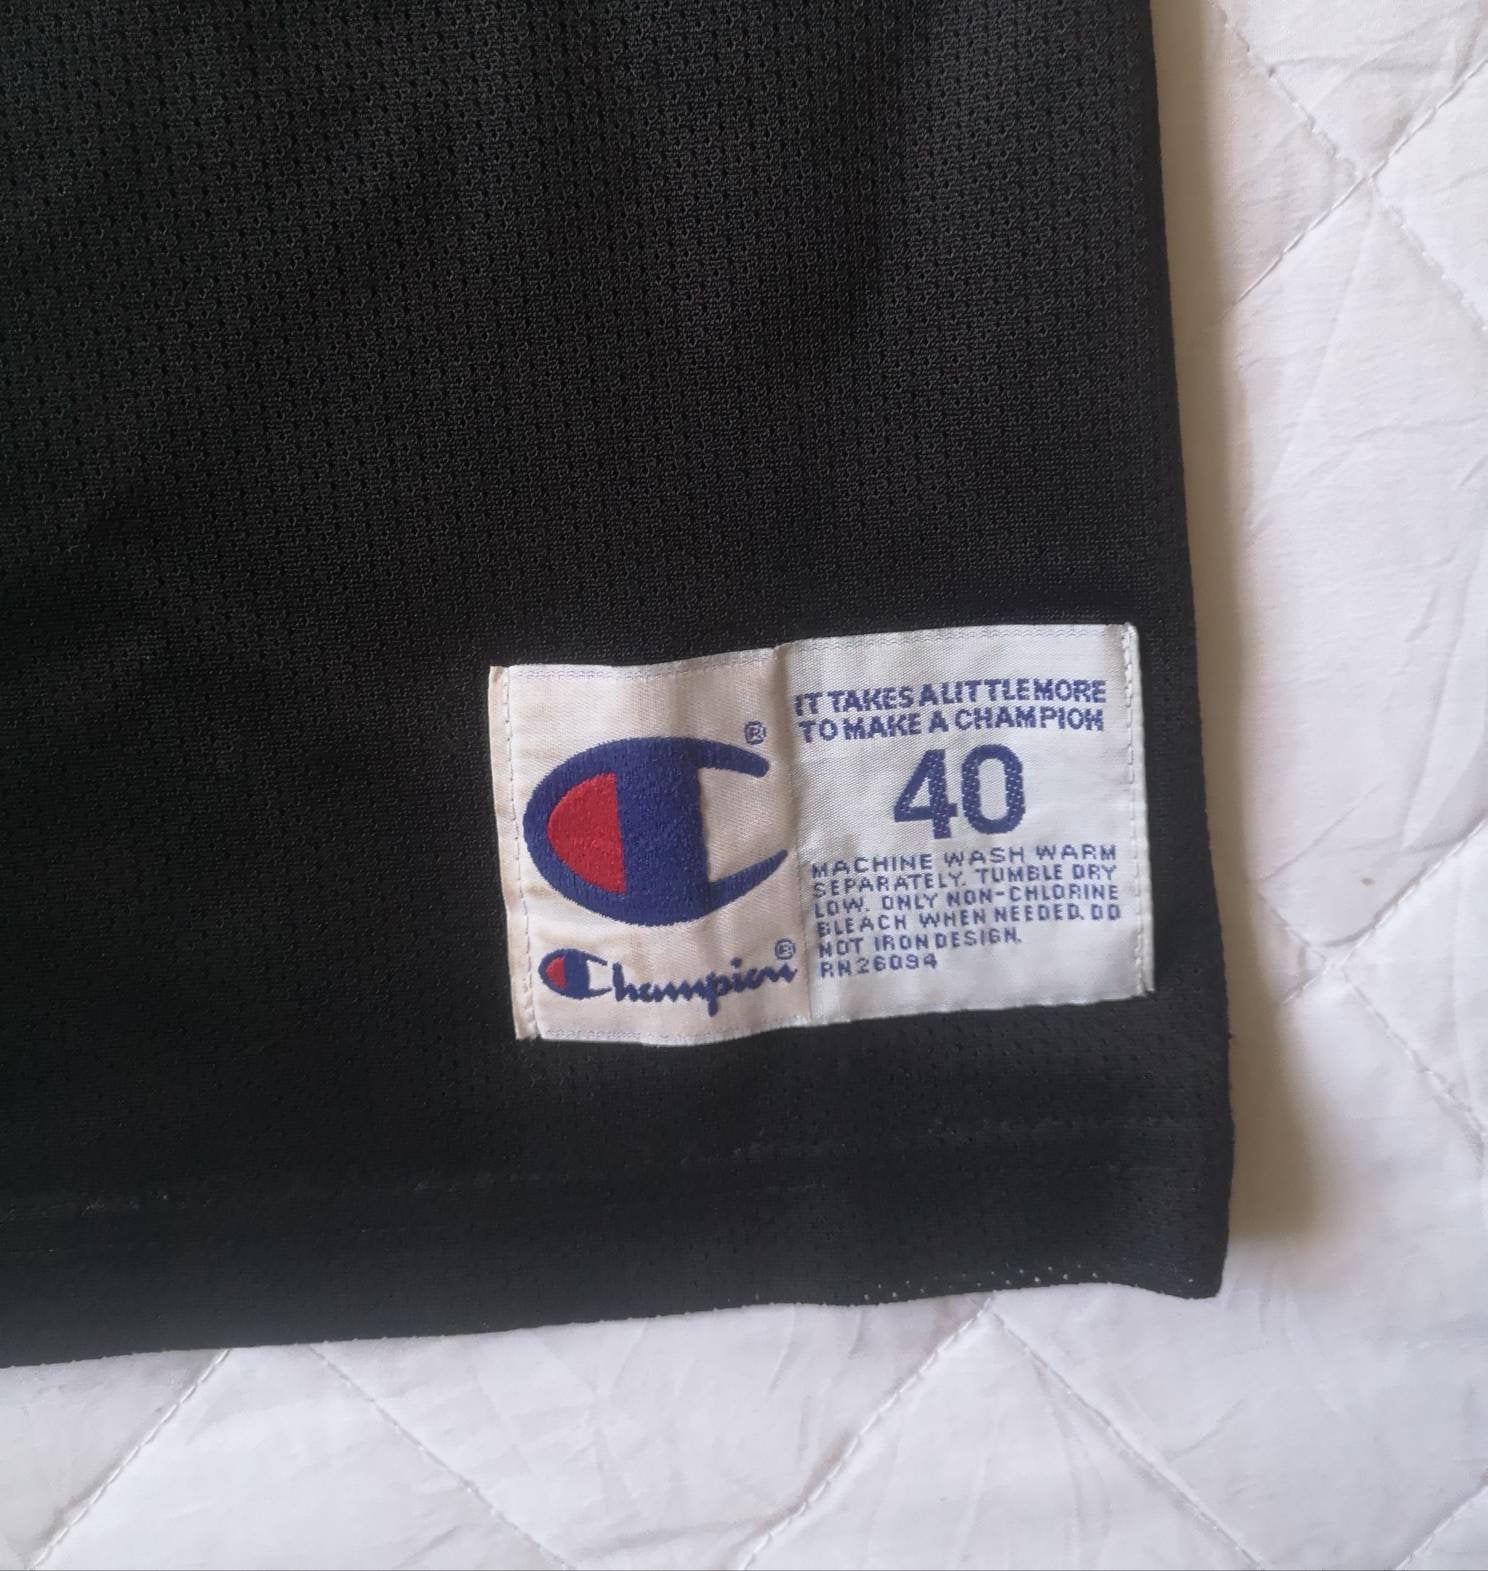 ®
Champion®
IT TAKES A LITTLE MORE
TO MAKE A CHAMPION
40
MACHINE WASH WARM
SEPARATELY. TUMBLE DRY
LOW. ONLY NON-CHLORINE
BLEACH WHEN NEEDED. DO
NOT IRON DESIGN.
RN26094